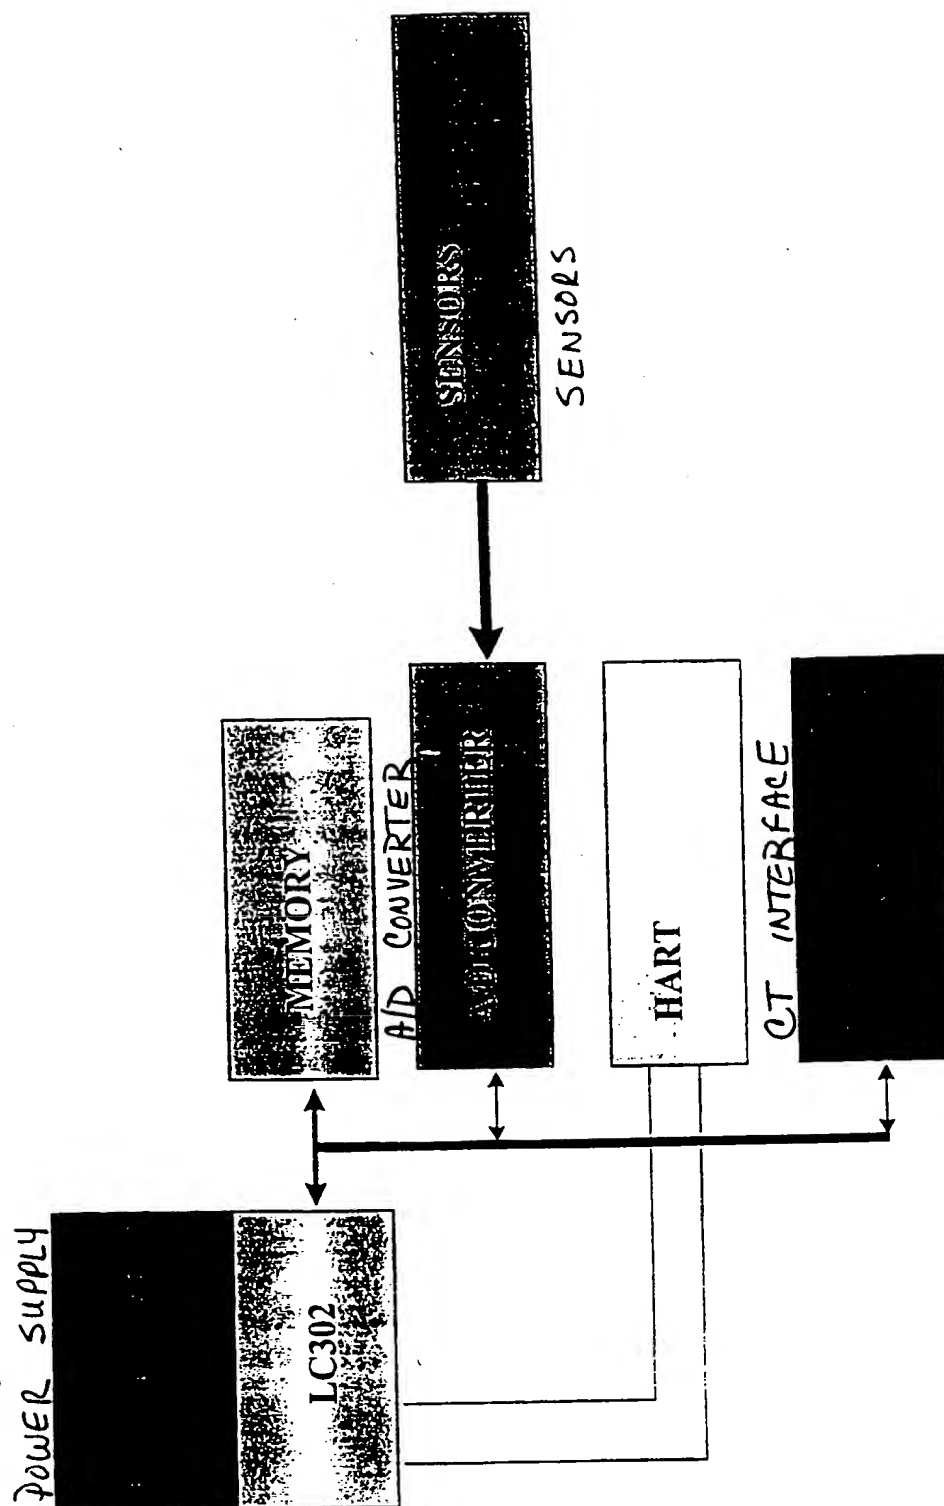 POWER SUPPLY
LC302
MEMORY
A/D CONVERTER
A/D CONVERTER
HART
CT INTERFACE
SENSORS
SENSORS